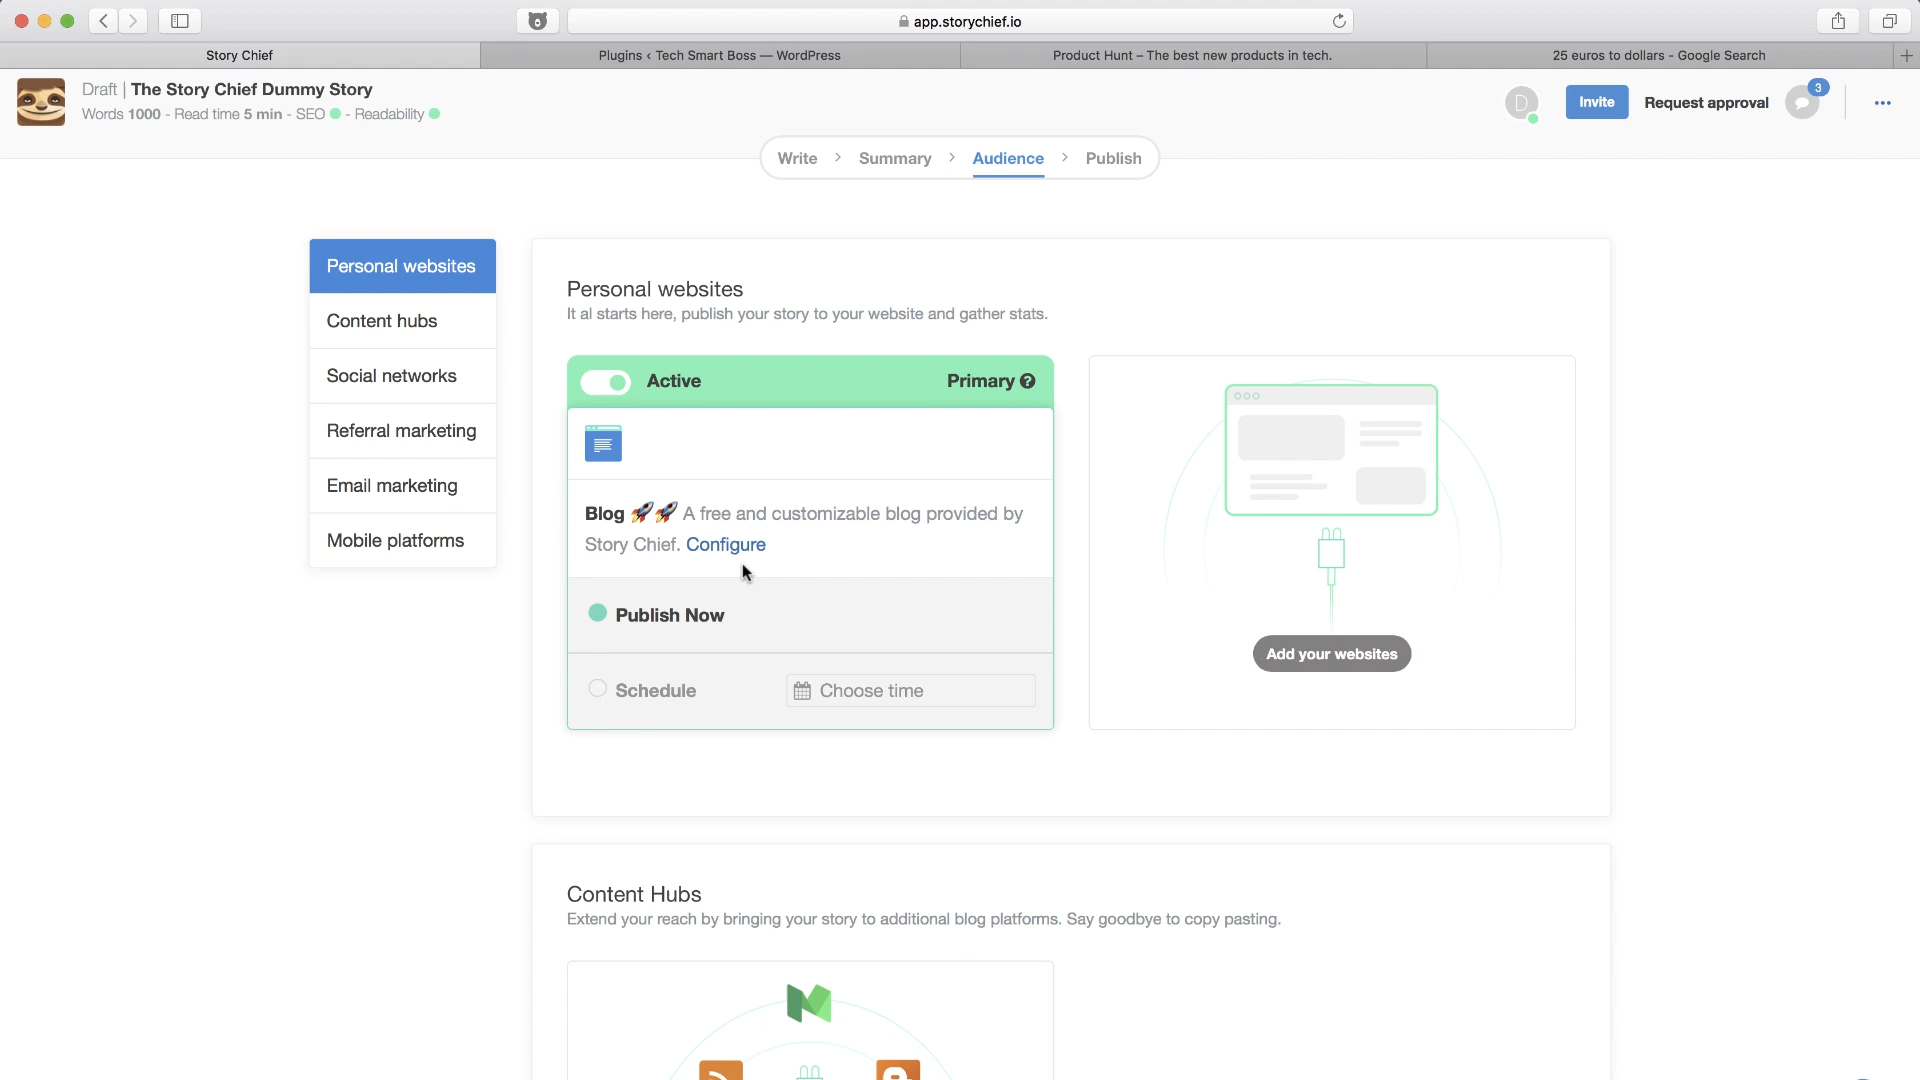 app.storychief.io
Story Chief
Plugins ‹ Tech Smart Boss — WordPress
Product Hunt – The best new products in tech.
25 euros to dollars - Google Search
Draft | The Story Chief Dummy Story
Words 1000 - Read time 5 min - SEO - Readability
D
Invite
Request approval
3
Write
Summary
Audience
Publish
Personal websites
Content hubs
Social networks
Referral marketing
Email marketing
Mobile platforms
Personal websites
It al starts here, publish your story to your website and gather stats.
Active
Primary
Blog 🚀🚀 A free and customizable blog provided by
Story Chief. Configure
Publish Now
Schedule
Choose time
Add your websites
Content Hubs
Extend your reach by bringing your story to additional blog platforms. Say goodbye to copy pasting.